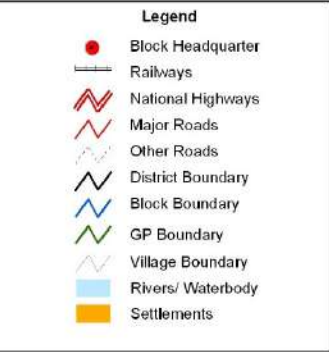 Legend
Block Headquarter
Railways
National Highways
Major Roads
Other Roads
District Boundary
Block Boundary
GP Boundary
Village Boundary
Rivers/ Waterbody
Settlements